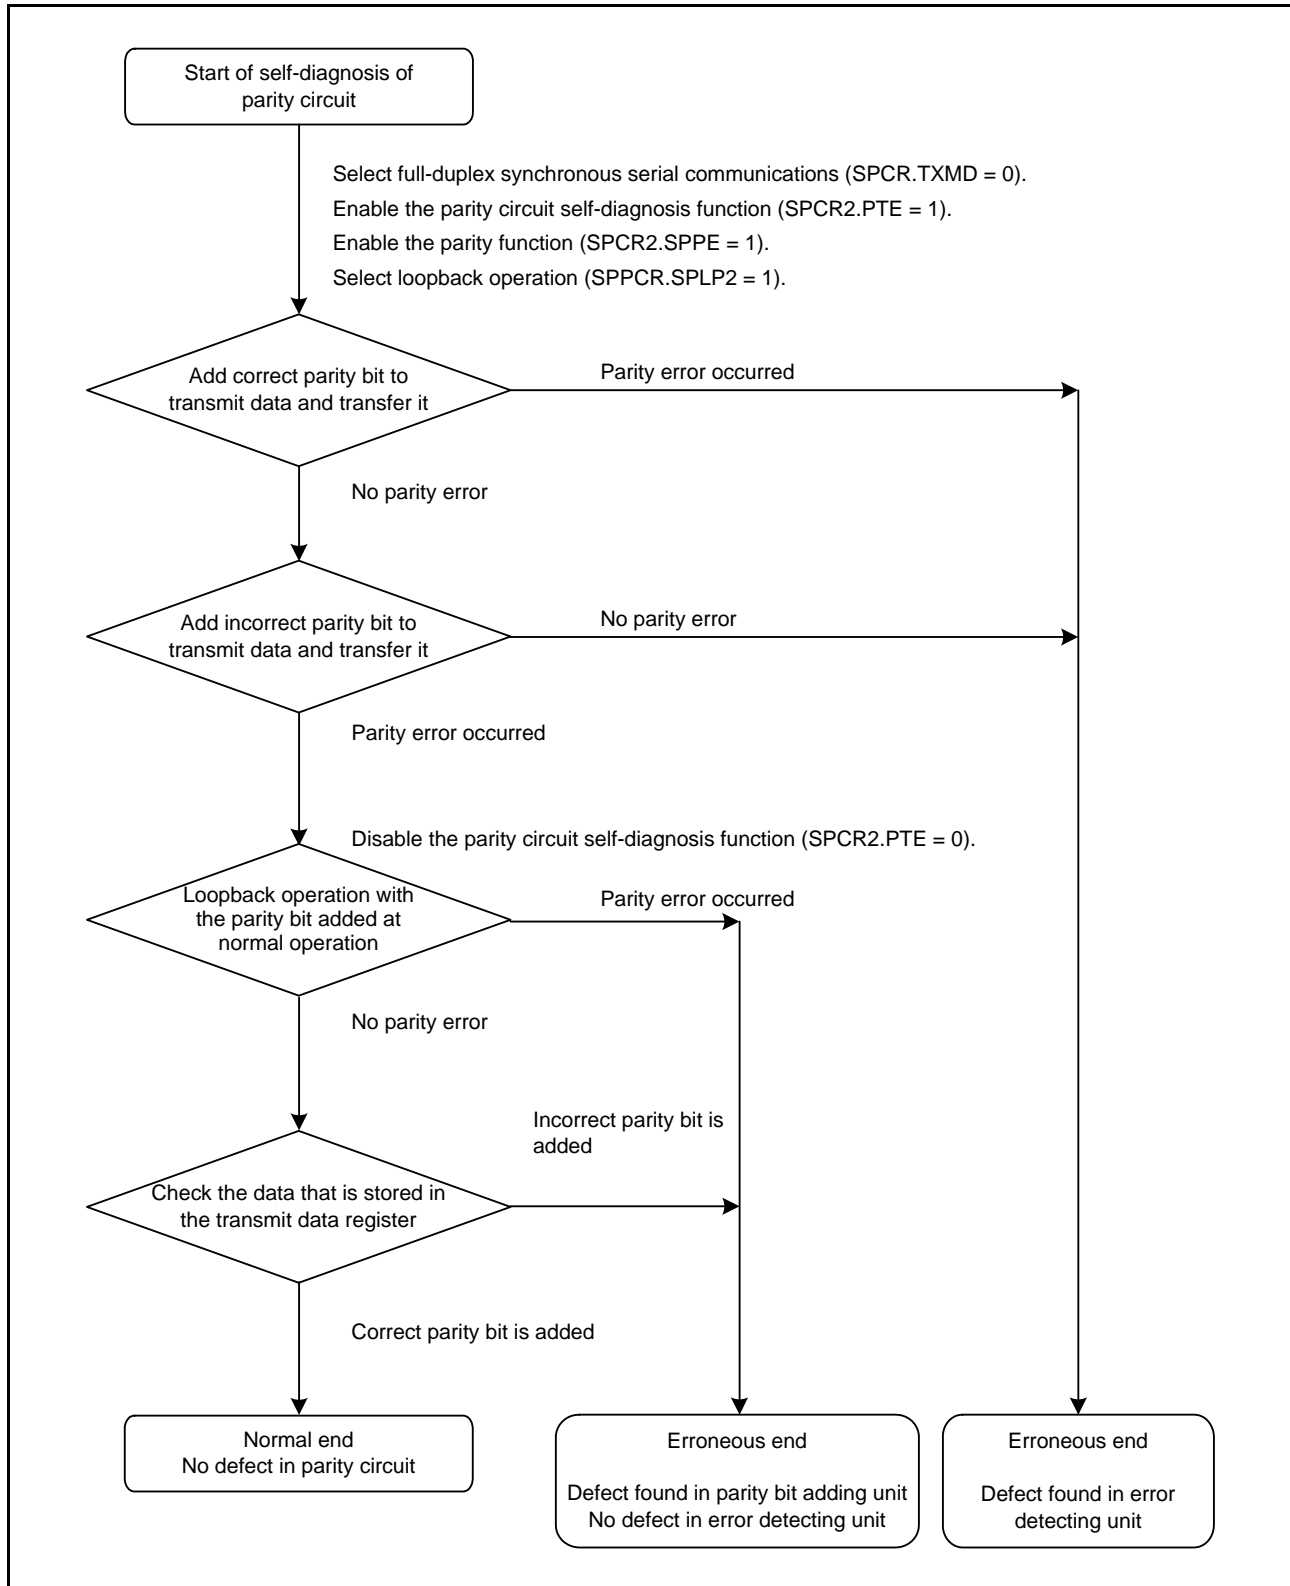 Start of self-diagnosis of
parity circuit
Select full-duplex synchronous serial communications (SPCR.TXMD = 0).
Enable the parity circuit self-diagnosis function (SPCR2.PTE = 1).
Enable the parity function (SPCR2.SPPE = 1).
Select loopback operation (SPPCR.SPLP2 = 1).
Add correct parity bit to
transmit data and transfer it
Parity error occurred
No parity error
Add incorrect parity bit to
transmit data and transfer it
No parity error
Parity error occurred
Disable the parity circuit self-diagnosis function (SPCR2.PTE = 0).
Loopback operation with
the parity bit added at
normal operation
Parity error occurred
No parity error
Incorrect parity bit is
added
Check the data that is stored in
the transmit data register
Correct parity bit is added
Normal end
No defect in parity circuit
Erroneous end
Defect found in parity bit adding unit
No defect in error detecting unit
Erroneous end
Defect found in error
detecting unit